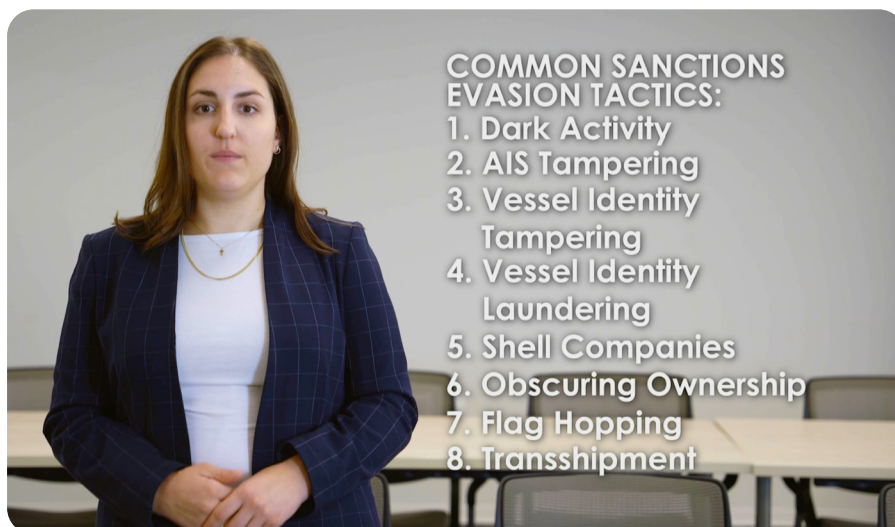 COMMON SANCTIONS
EVASION TACTICS:
1. Dark Activity
2. AIS Tampering
3. Vessel Identity
Tampering
4. Vessel Identity
Laundering
5. Shell Companies
6. Obscuring Ownership
7. Flag Hopping
8. Transshipment